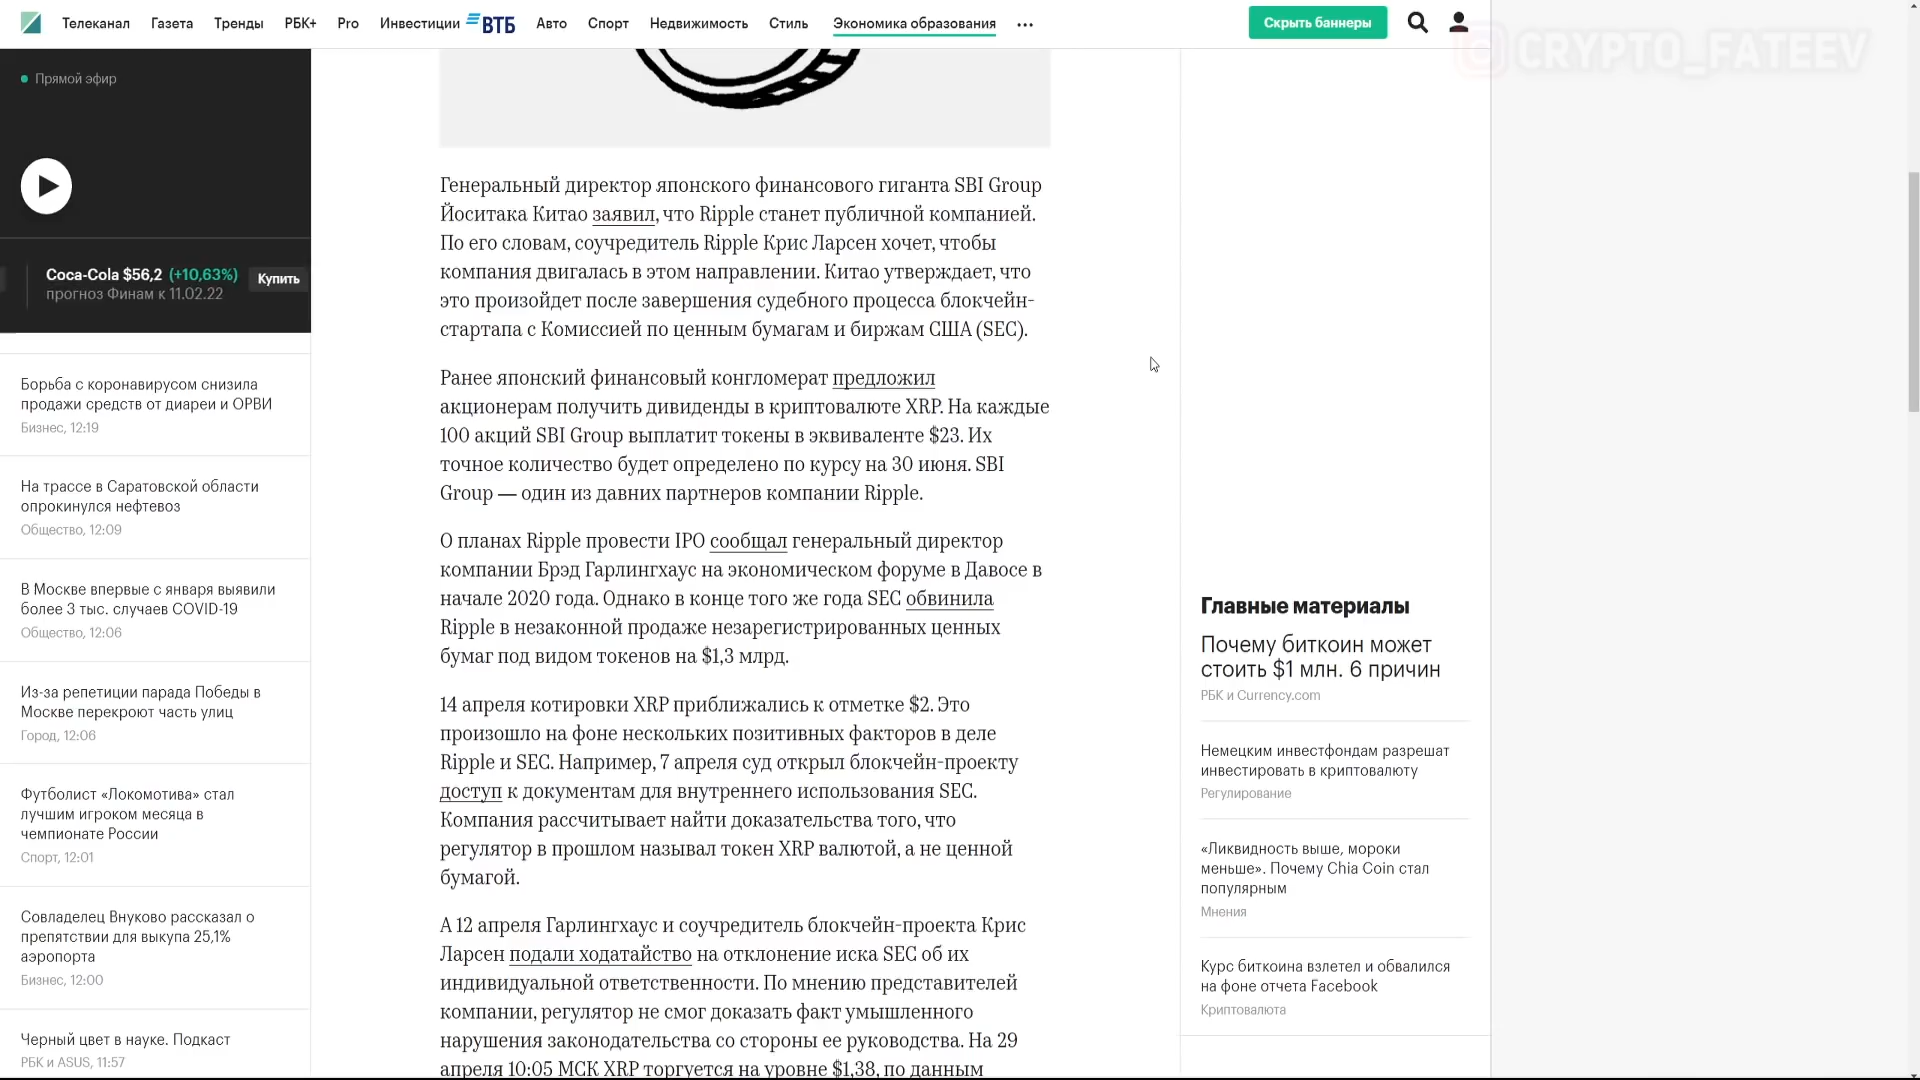 Телеканал Газета Тренды РБК+ Pro Инвестиции ВТБ Авто Спорт Недвижимость Стиль Экономика образования ... Скрыть баннеры
CRYPTO_FATEEV
Прямой эфир
Coca-Cola $56,2 (+10,63%)
прогноз Финам к 11.02.22
Купить
Борьба с коронавирусом снизила
продажи средств от диареи и ОРВИ
Бизнес, 12:19
На трассе в Саратовской области
опрокинулся нефтевоз
Общество, 12:09
В Москве впервые с января выявили
более 3 тыс. случаев COVID-19
Общество, 12:06
Из-за репетиции парада Победы в
Москве перекроют часть улиц
Город, 12:06
Футболист «Локомотива» стал
лучшим игроком месяца в
чемпионате России
Спорт, 12:01
Совладелец Внуково рассказал о
препятствии для выкупа 25,1%
аэропорта
Бизнес, 12:00
Черный цвет в науке. Подкаст
РБК и ASUS, 11:57
Генеральный директор японского финансового гиганта SBI Group
Йоситака Китао заявил, что Ripple станет публичной компанией.
По его словам, соучредитель Ripple Крис Ларсен хочет, чтобы
компания двигалась в этом направлении. Китао утверждает, что
это произойдет после завершения судебного процесса блокчейн-
стартапа с Комиссией по ценным бумагам и биржам США (SEC).
Ранее японский финансовый конгломерат предложил
акционерам получить дивиденды в криптовалюте XRP. На каждые
100 акций SBI Group выплатит токены в эквиваленте $23. Их
точное количество будет определено по курсу на 30 июня. SBI
Group — один из давних партнеров компании Ripple.
О планах Ripple провести IPO сообщал генеральный директор
компании Брэд Гарлингхаус на экономическом форуме в Давосе в
начале 2020 года. Однако в конце того же года SEC обвинила
Ripple в незаконной продаже незарегистрированных ценных
бумаг под видом токенов на $1,3 млрд.
14 апреля котировки XRP приближались к отметке $2. Это
произошло на фоне нескольких позитивных факторов в деле
Ripple и SEC. Например, 7 апреля суд открыл блокчейн-проекту
доступ к документам для внутреннего использования SEC.
Компания рассчитывает найти доказательства того, что
регулятор в прошлом называл токен XRP валютой, а не ценной
бумагой.
А 12 апреля Гарлингхаус и соучредитель блокчейн-проекта Крис
Ларсен подали ходатайство на отклонение иска SEC об их
индивидуальной ответственности. По мнению представителей
компании, регулятор не смог доказать факт умышленного
нарушения законодательства со стороны ее руководства. На 29
апреля 10:05 МСК XRP торгуется на уровне $1,38, по данным
Главные материалы
Почему биткоин может
стоить $1 млн. 6 причин
РБК и Currency.com
Немецким инвестфондам разрешат
инвестировать в криптовалюту
Регулирование
«Ликвидность выше, мороки
меньше». Почему Chia Coin стал
популярным
Мнения
Курс биткоина взлетел и обвалился
на фоне отчета Facebook
Криптовалюта